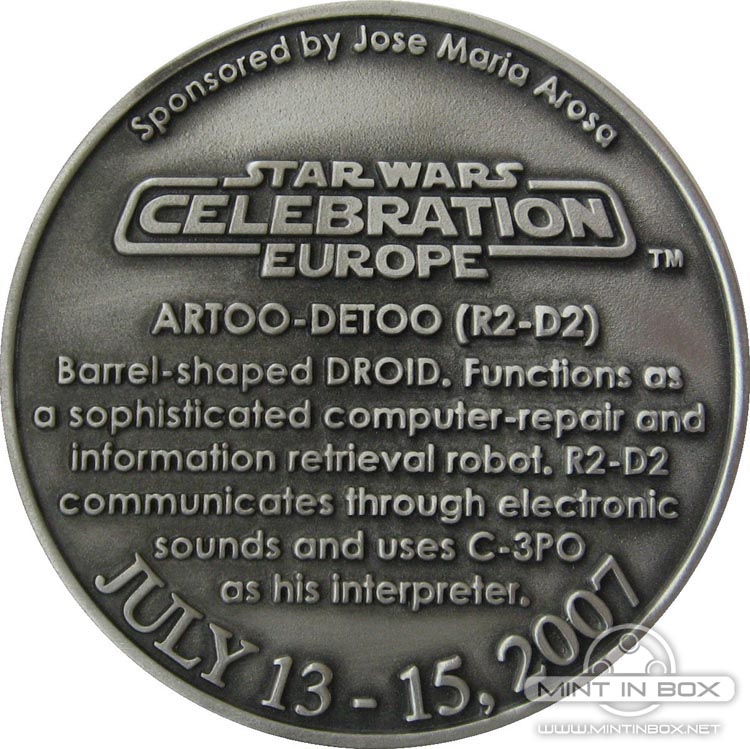 Sponsored by Jose Maria Arosa
STAR WARS
CELEBRATION
EUROPE ™
ARTOO-DETOO (R2-D2)
Barrel-shaped DROID. Functions as
a sophisticated computer-repair and
information retrieval robot. R2-D2
communicates through electronic
sounds and uses C-3PO
as his interpreter.
JULY 13 - 15, 2007
MINT IN BOX
WWW.MINTINBOX.NET